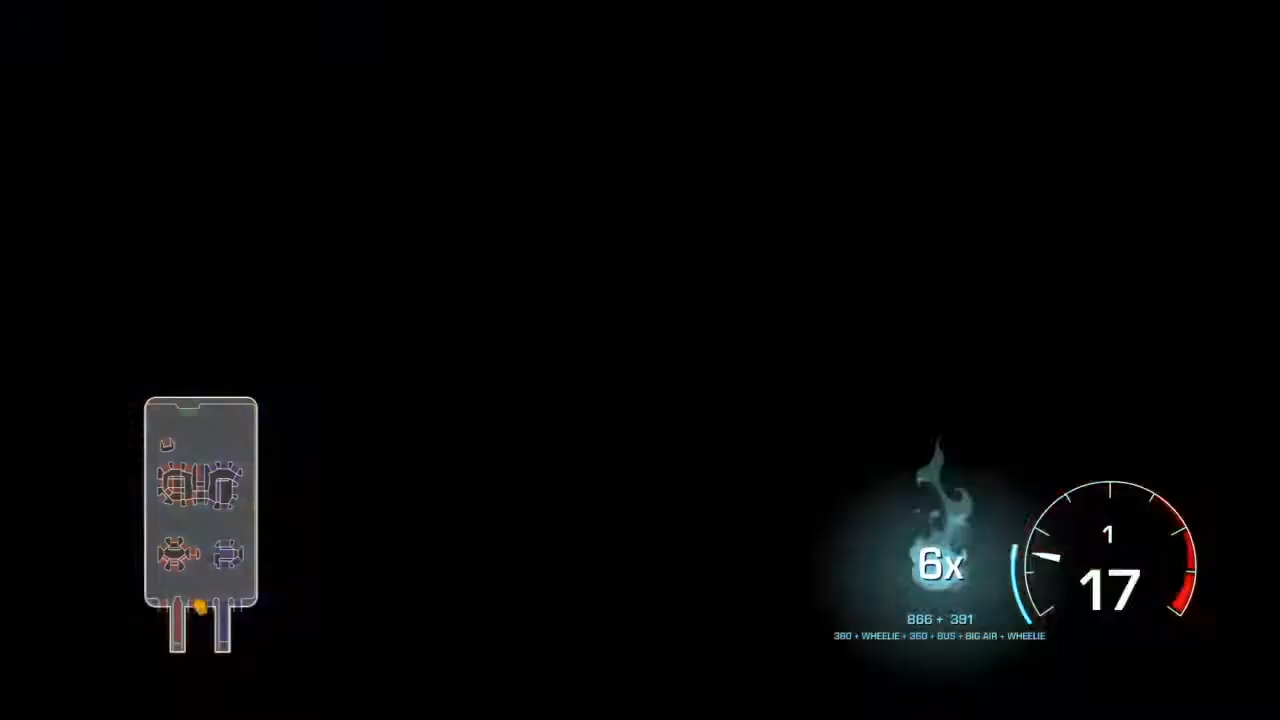 6x
1
17
866 + 391
360 + WHEELIE + 360 + BUS + BIG AIR + WHEELIE